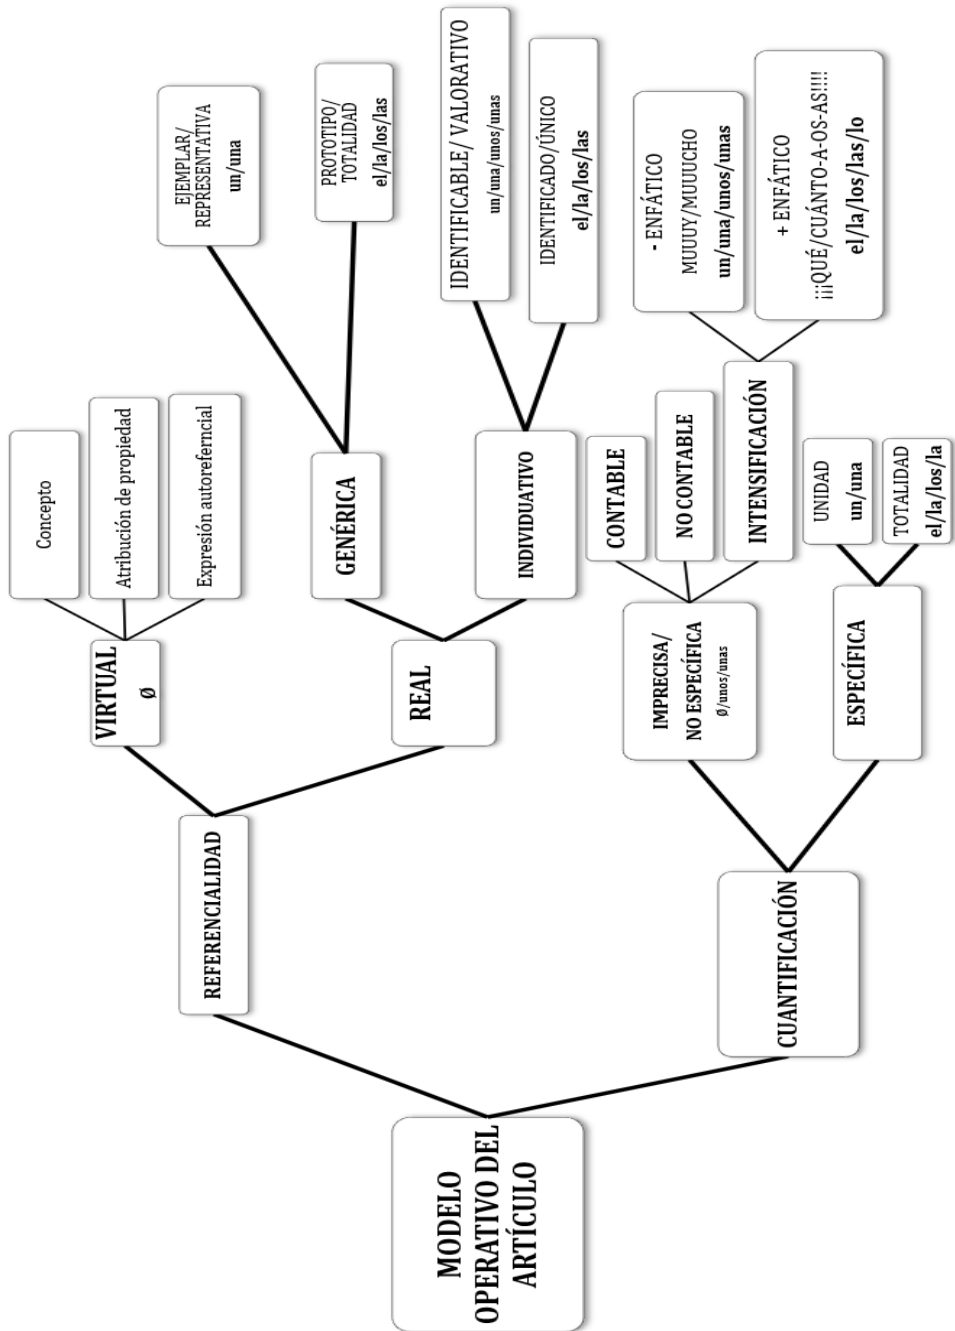 MODELO
OPERATIVO DEL
ARTÍCULO
REFERENCIALIDAD
VIRTUAL
ø
Concepto
Atribución de propiedad
Expresión autoreferncial
REAL
GENÉRICA
EJEMPLAR/
REPRESENTATIVA
un/una
PROTOTIPO/
TOTALIDAD
el/la/los/las
INDIVIDUATIVO
IDENTIFICABLE/ VALORATIVO
un/una/unos/unas
IDENTIFICADO/ÚNICO
el/la/los/las
CUANTIFICACIÓN
IMPRECISA/
NO ESPECÍFICA
ø/unos/unas
CONTABLE
NO CONTABLE
INTENSIFICACIÓN
- ENFÁTICO
MUUUY/MUUUCHO
un/una/unos/unas
+ ENFÁTICO
¡¡¡QUÉ/CUÁNTO-A-OS-AS!!!!
el/la/los/las/lo
ESPECÍFICA
UNIDAD
un/una
TOTALIDAD
el/la/los/la